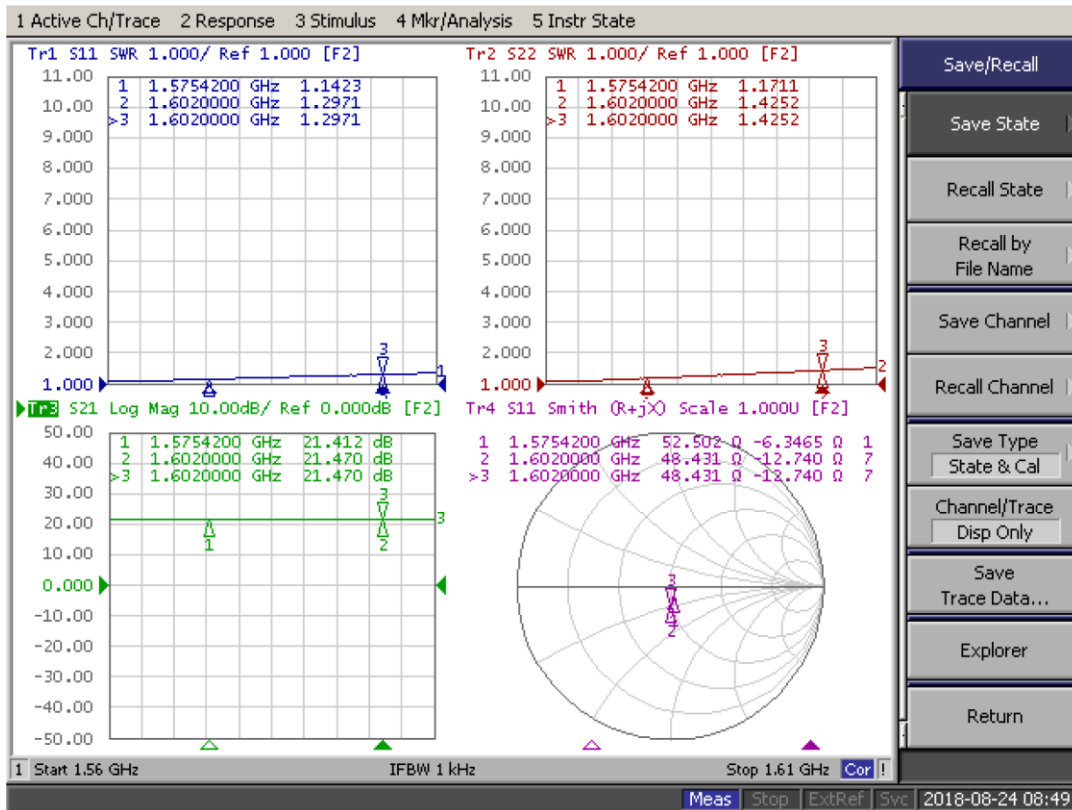 1 Active Ch/Trace 2 Response 3 Stimulus 4 Mkr/Analysis 5 Instr State
Tr1 S11 SWR 1.000/ Ref 1.000 [F2]
11.00
10.00
9.000
8.000
7.000
6.000
5.000
4.000
3.000
2.000
1.000
1 1.5754200 GHz 1.1423
2 1.6020000 GHz 1.2971
>3 1.6020000 GHz 1.2971
3
1
Tr2 S22 SWR 1.000/ Ref 1.000 [F2]
11.00
10.00
9.000
8.000
7.000
6.000
5.000
4.000
3.000
2.000
1.000
1 1.5754200 GHz 1.1711
2 1.6020000 GHz 1.4252
>3 1.6020000 GHz 1.4252
3
2
Tr3 S21 Log Mag 10.00dB/ Ref 0.000dB [F2]
50.00
40.00
30.00
20.00
10.00
0.000
-10.00
-20.00
-30.00
-40.00
-50.00
1 1.5754200 GHz 21.412 dB
2 1.6020000 GHz 21.470 dB
>3 1.6020000 GHz 21.470 dB
3
3
1
2
Tr4 S11 Smith (R+jX) Scale 1.000U [F2]
1 1.5754200 GHz 52.502 Ω -6.3465 Ω 1
2 1.6020000 GHz 48.431 Ω -12.740 Ω 7
>3 1.6020000 GHz 48.431 Ω -12.740 Ω 7
3
2
1 Start 1.56 GHz IFBW 1 kHz Stop 1.61 GHz Cor !
Save/Recall
Save State
Recall State
Recall by
File Name
Save Channel
Recall Channel
Save Type
State & Cal
Channel/Trace
Disp Only
Save
Trace Data...
Explorer
Return
Meas Stop ExtRef Svc 2018-08-24 08:49